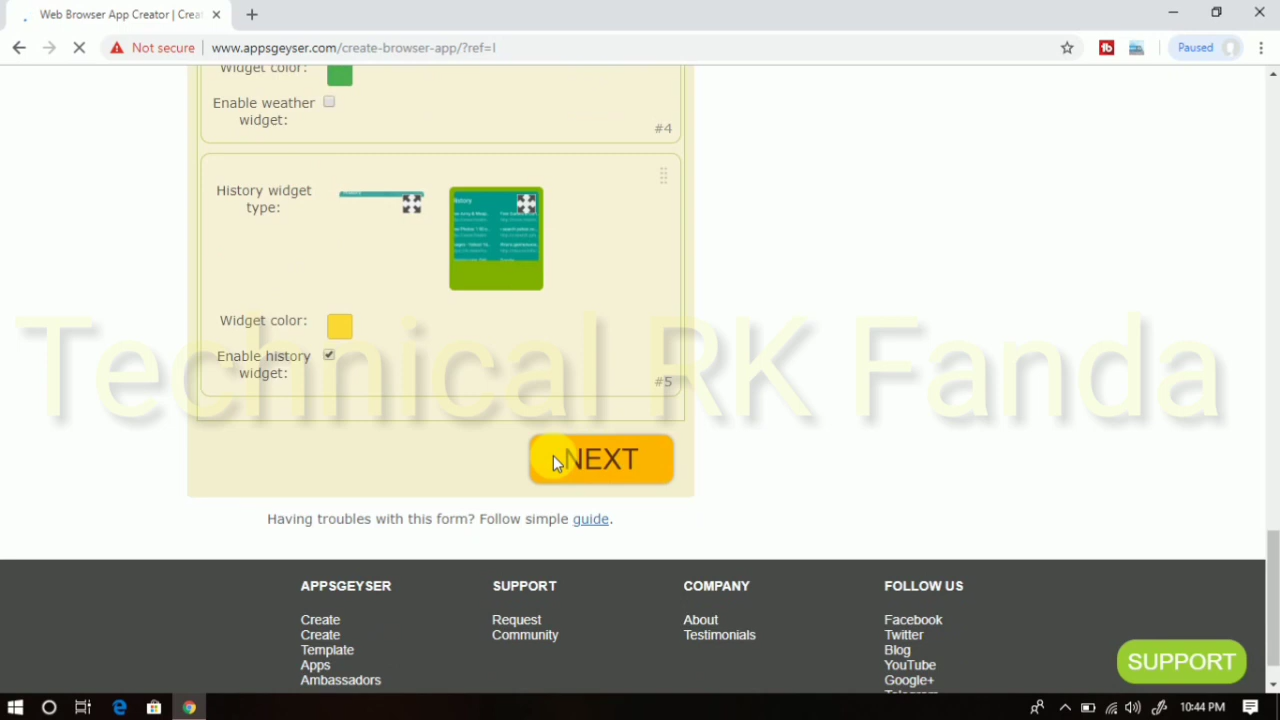 Web Browser App Creator | Crea
Not secure
www.appsgeyser.com/create-browser-app/?ref=l
Paused
Widget color:
Enable weather
widget:
#4
History widget
type:
Widget color:
Enable history
widget:
#5
Technical RK Fanda
NEXT
Having troubles with this form? Follow simple guide.
APPSGEYSER
SUPPORT
COMPANY
FOLLOW US
Create
Request
About
Facebook
Create
Community
Testimonials
Twitter
Template
Blog
Apps
YouTube
Ambassadors
Google+
SUPPORT
10:44 PM